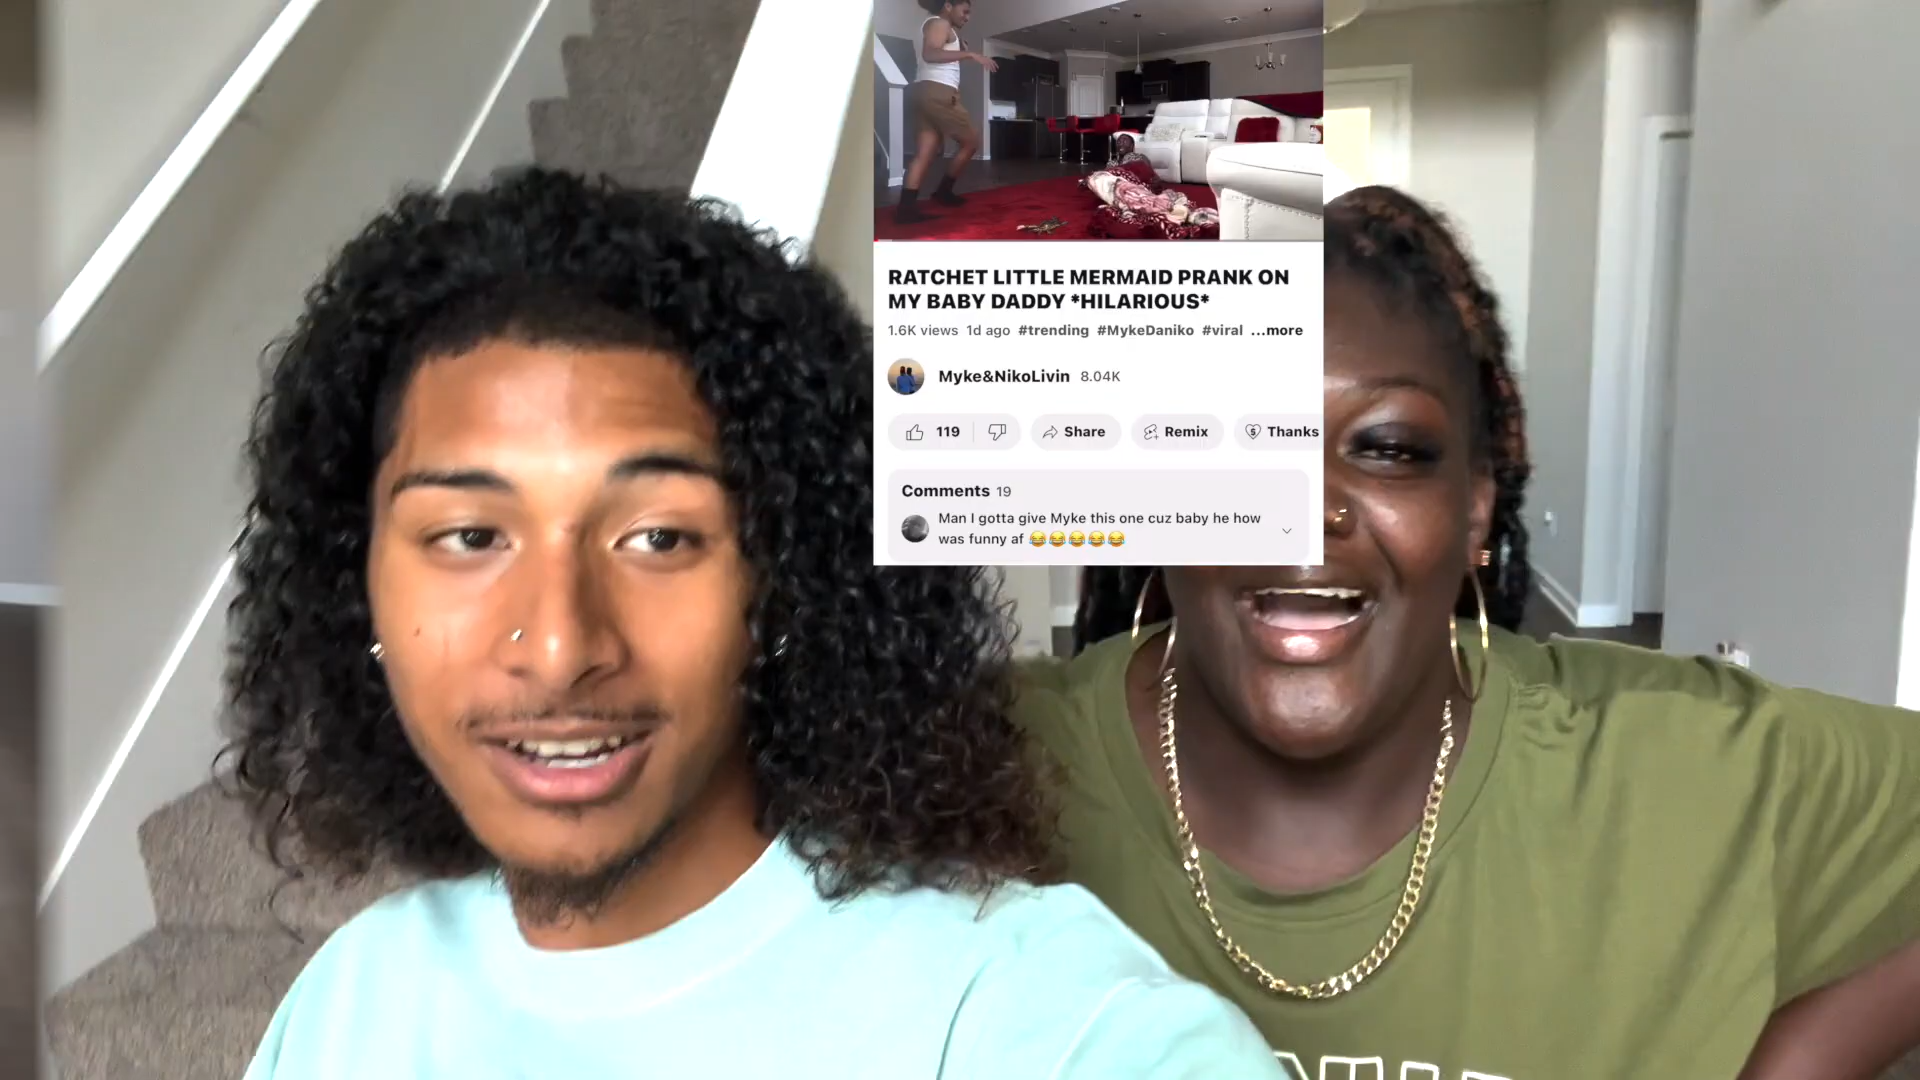 RATCHET LITTLE MERMAID PRANK ON
MY BABY DADDY *HILARIOUS*
1.6K views 1d ago #trending #MykeDaniko #viral ...more
Myke&NikoLivin 8.04K
119 Share Remix Thanks
Comments 19
Man I gotta give Myke this one cuz baby he how
was funny af 😂😂😂😂😂